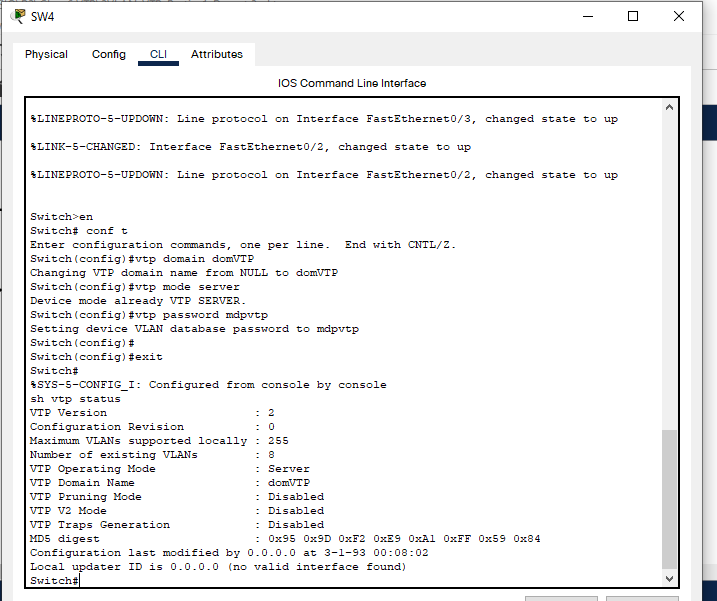 SW4
Physical Config CLI Attributes
IOS Command Line Interface
%LINEPROTO-5-UPDOWN: Line protocol on Interface FastEthernet0/3, changed state to up
%LINK-5-CHANGED: Interface FastEthernet0/2, changed state to up
%LINEPROTO-5-UPDOWN: Line protocol on Interface FastEthernet0/2, changed state to up
Switch>en
Switch# conf t
Enter configuration commands, one per line.  End with CNTL/Z.
Switch(config)#vtp domain domVTP
Changing VTP domain name from NULL to domVTP
Switch(config)#vtp mode server
Device mode already VTP SERVER.
Switch(config)#vtp password mdpvtp
Setting device VLAN database password to mdpvtp
Switch(config)#
Switch(config)#exit
Switch#
%SYS-5-CONFIG_I: Configured from console by console
sh vtp status
VTP Version                     : 2
Configuration Revision          : 0
Maximum VLANs supported locally : 255
Number of existing VLANs        : 8
VTP Operating Mode              : Server
VTP Domain Name                 : domVTP
VTP Pruning Mode                : Disabled
VTP V2 Mode                     : Disabled
VTP Traps Generation            : Disabled
MD5 digest                      : 0x95 0x9D 0xF2 0xE9 0xA1 0xFF 0x59 0x84
Configuration last modified by 0.0.0.0 at 3-1-93 00:08:02
Local updater ID is 0.0.0.0 (no valid interface found)
Switch#